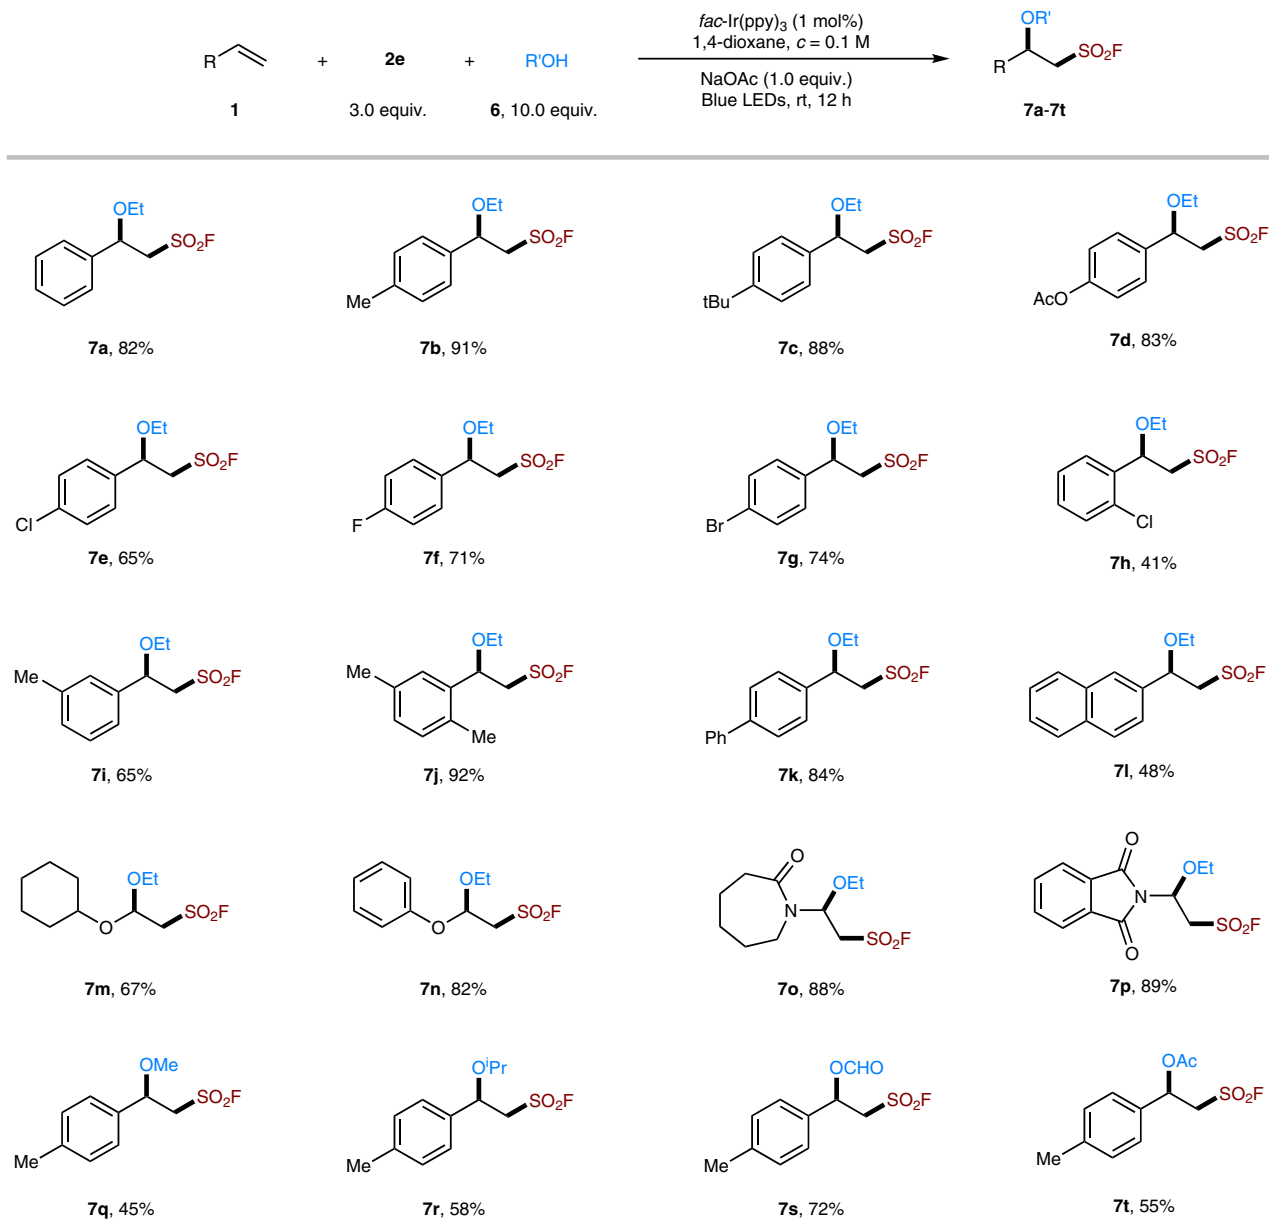 R + 2e + R'OH
fac-Ir(ppy)3 (1 mol%)
1,4-dioxane, c = 0.1 M
NaOAc (1.0 equiv.)
Blue LEDs, rt, 12 h
OR'
R SO2F
1 3.0 equiv. 6, 10.0 equiv. 7a-7t
OEt SO2F
OEt SO2F Me
OEt SO2F tBu
OEt SO2F AcO
7a, 82% 7b, 91% 7c, 88% 7d, 83%
OEt SO2F Cl
OEt SO2F F
OEt SO2F Br
OEt SO2F Cl
7e, 65% 7f, 71% 7g, 74% 7h, 41%
OEt Me SO2F
OEt Me SO2F Me
OEt SO2F Ph
OEt SO2F
7i, 65% 7j, 92% 7k, 84% 7l, 48%
OEt O SO2F
OEt O SO2F
O N OEt SO2F
O N O OEt SO2F
7m, 67% 7n, 82% 7o, 88% 7p, 89%
OMe SO2F Me
OiPr SO2F Me
OCHO SO2F Me
OAc SO2F Me
7q, 45% 7r, 58% 7s, 72% 7t, 55%